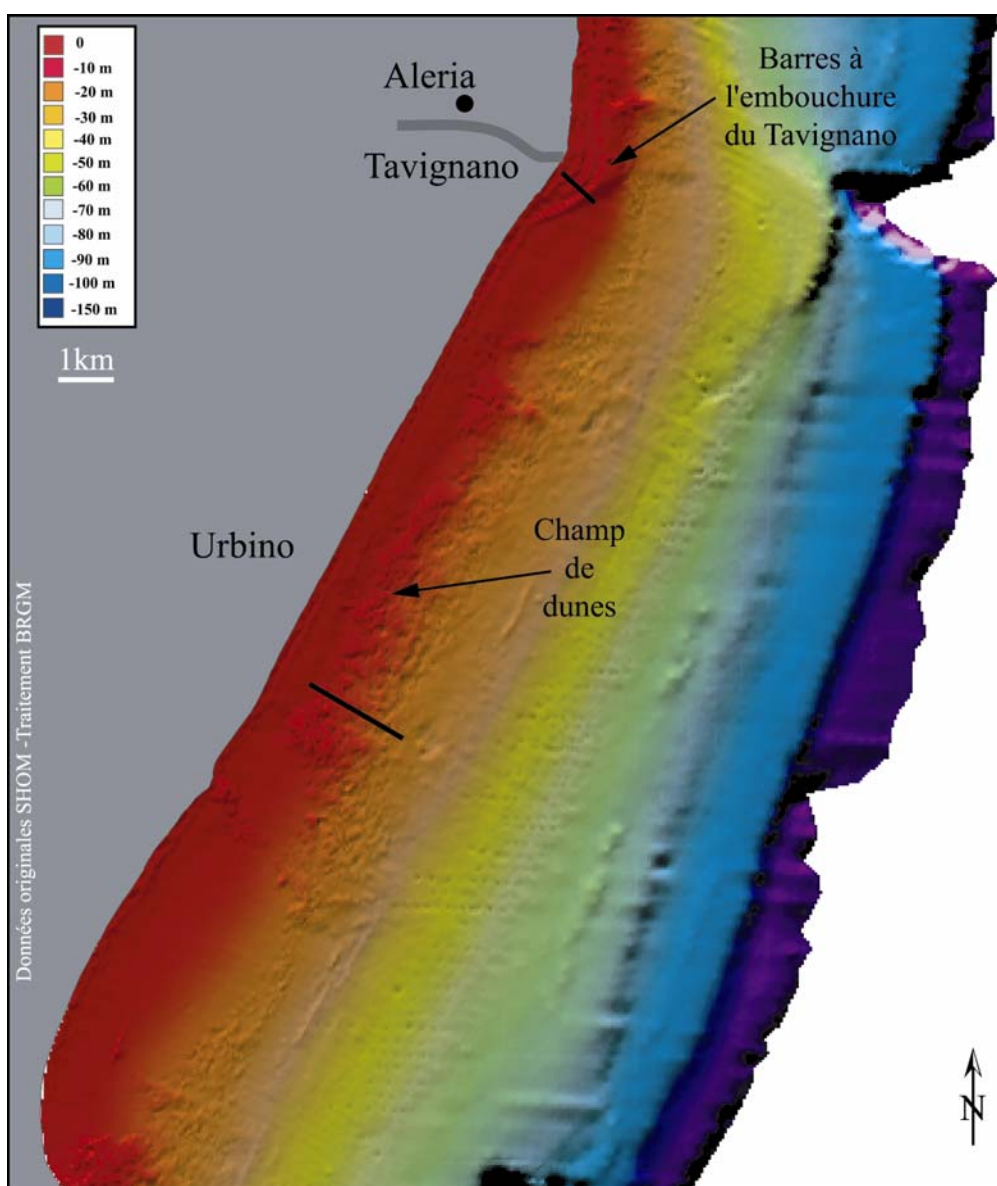 0
-10 m
-20 m
-30 m
-40 m
-50 m
-60 m
-70 m
-80 m
-90 m
-100 m
-150 m
1km
Aleria
Tavignano
Barres à
l'embouchure
du Tavignano
Urbino
Champ
de
dunes
Données originales SHOM -Traitement BRGM
N